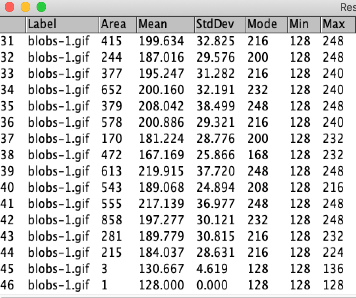 Res
Label Area Mean StdDev Mode Min Max
31 blobs-1.gif 415 199.634 32.825 216 128 248
32 blobs-1.gif 244 187.016 29.576 200 128 248
33 blobs-1.gif 377 195.247 31.282 216 128 240
34 blobs-1.gif 652 200.160 32.191 232 128 240
35 blobs-1.gif 379 208.042 38.499 248 128 248
36 blobs-1.gif 578 200.886 29.321 216 128 240
37 blobs-1.gif 170 181.224 28.776 200 128 232
38 blobs-1.gif 472 167.169 25.866 168 128 232
39 blobs-1.gif 613 219.915 37.720 248 128 248
40 blobs-1.gif 543 189.068 24.894 208 128 216
41 blobs-1.gif 555 217.139 36.977 248 128 248
42 blobs-1.gif 858 197.277 30.121 232 128 248
43 blobs-1.gif 281 189.779 30.815 216 128 232
44 blobs-1.gif 215 184.037 28.631 216 128 224
45 blobs-1.gif 3 130.667 4.619 128 128 136
46 blobs-1.gif 1 128.000 0.000 128 128 128